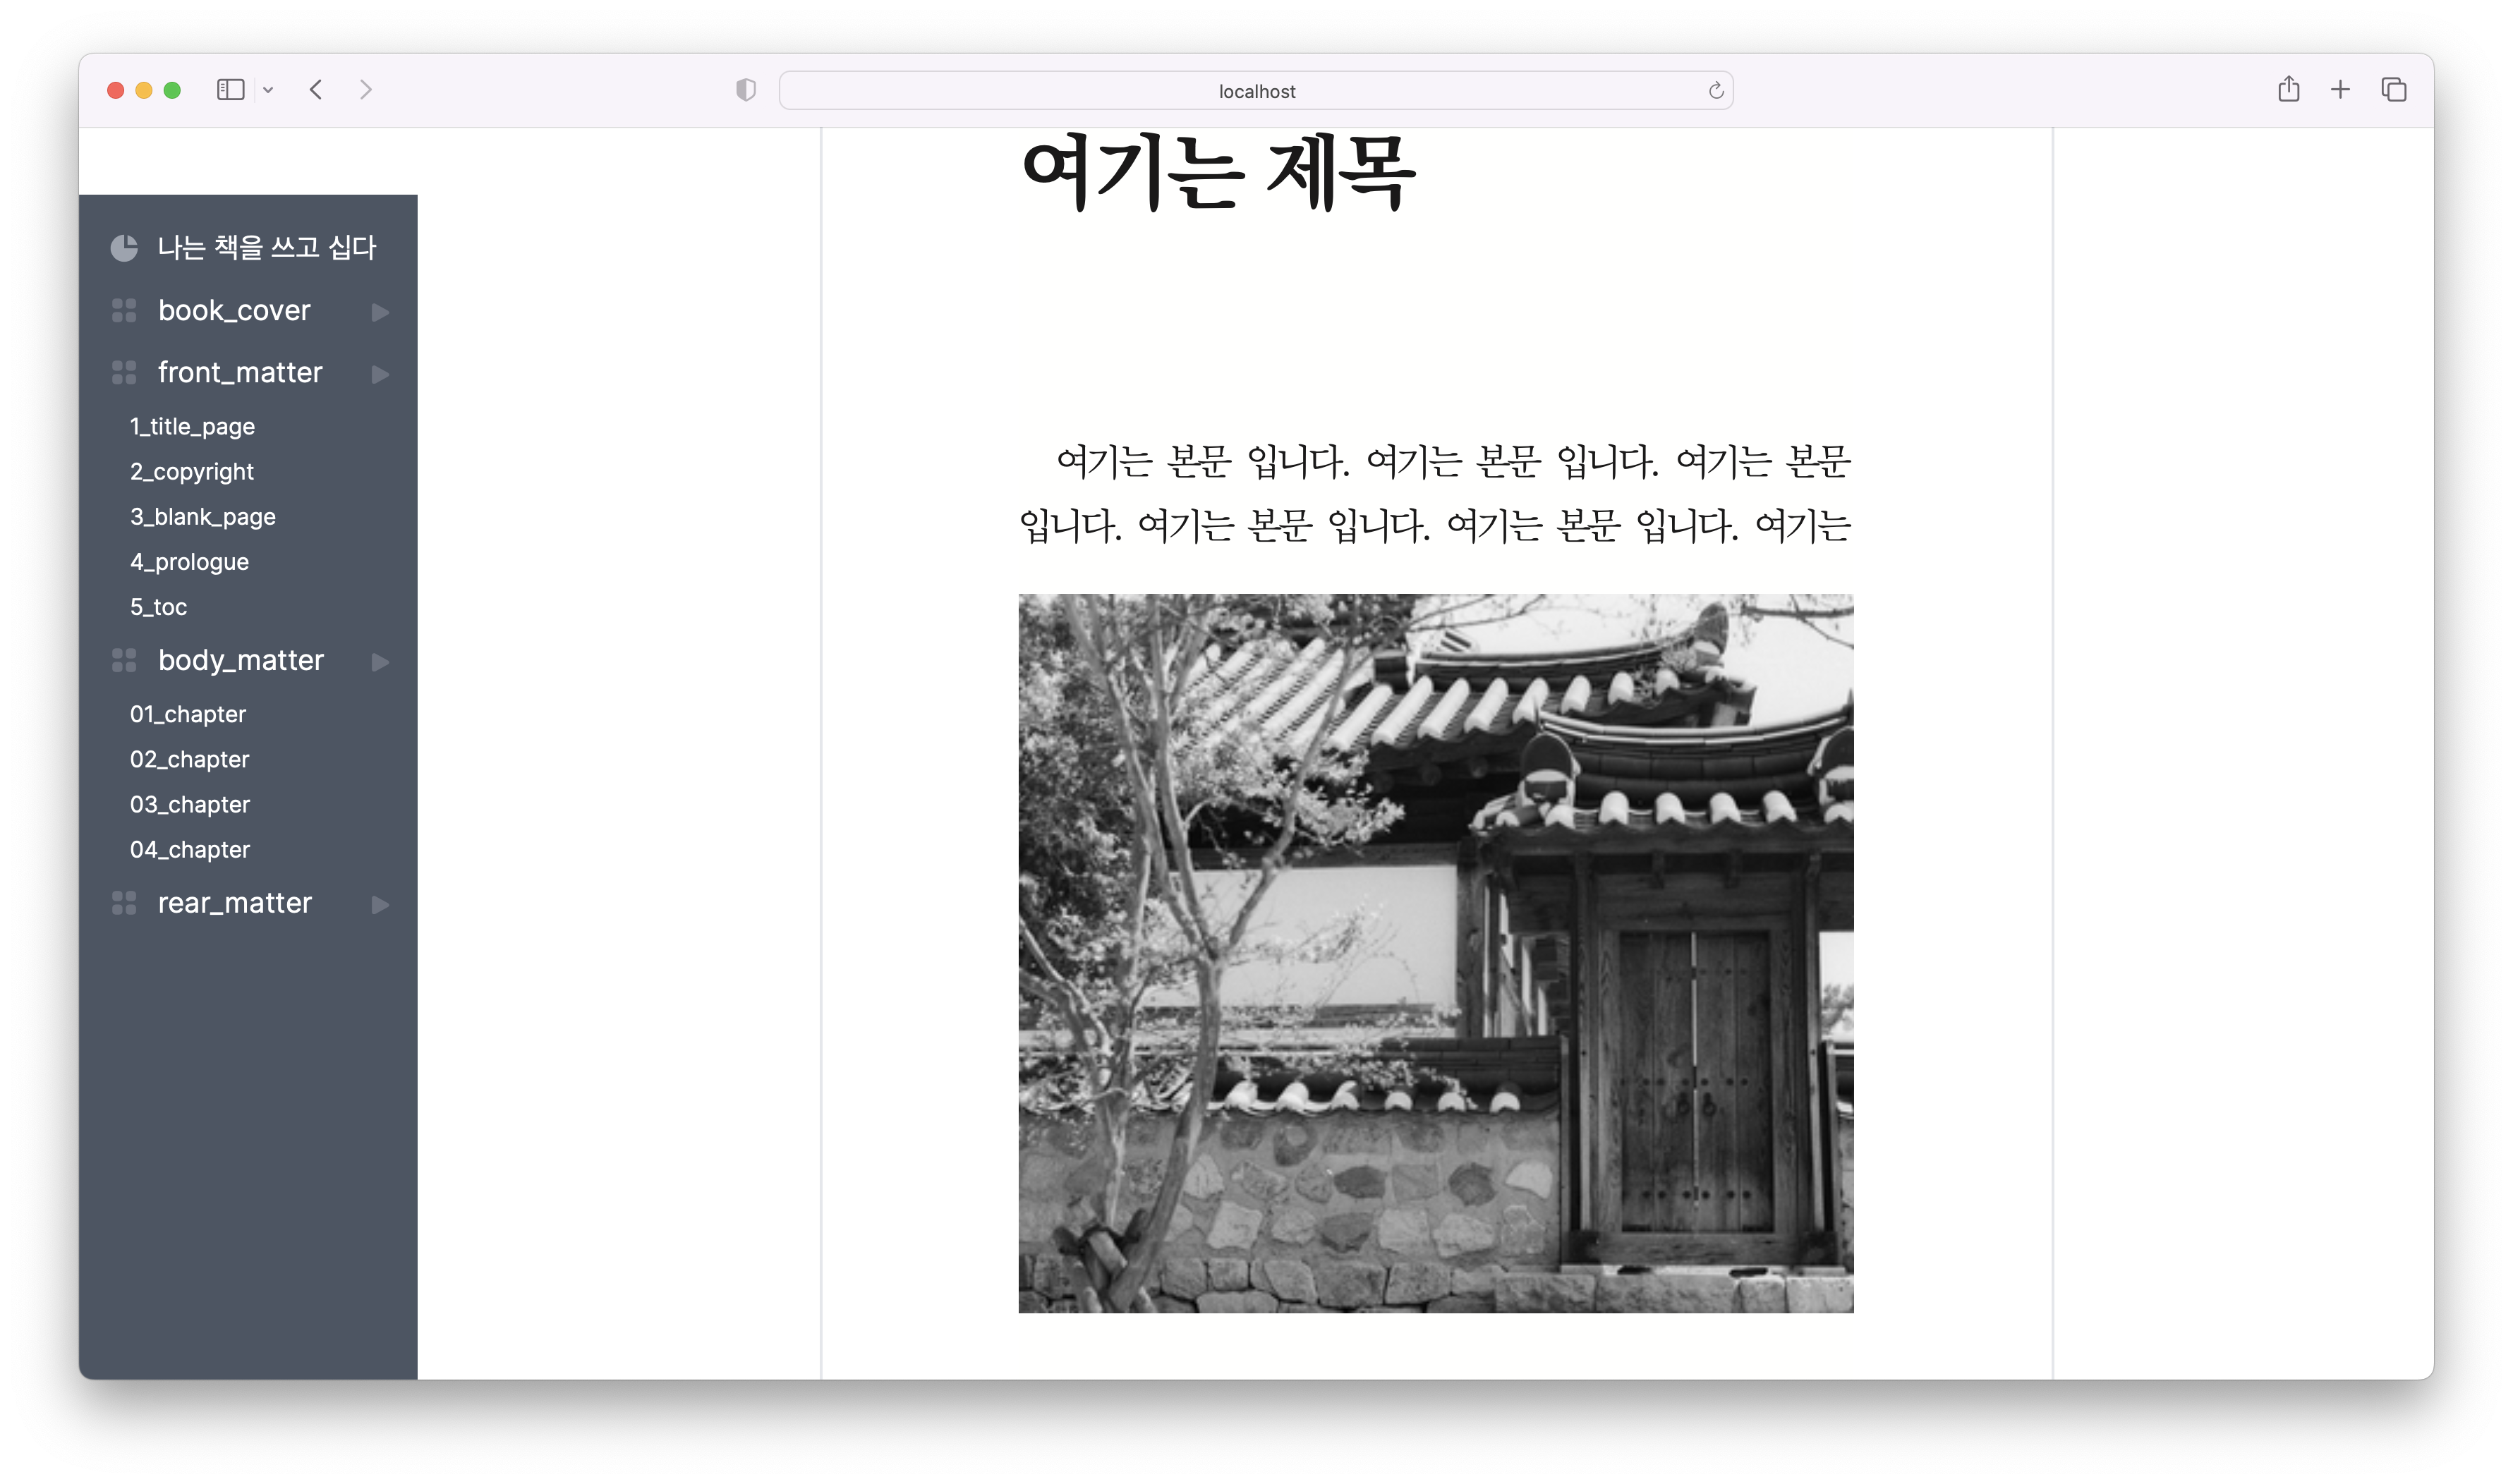 localhost
나는 책을 쓰고 십다
book_cover
front_matter
1_title_page
2_copyright
3_blank_page
4_prologue
5_toc
body_matter
01_chapter
02_chapter
03_chapter
04_chapter
rear_matter
여기는 제목
여기는 본문 입니다. 여기는 본문 입니다. 여기는 본문
입니다. 여기는 본문 입니다. 여기는 본문 입니다. 여기는